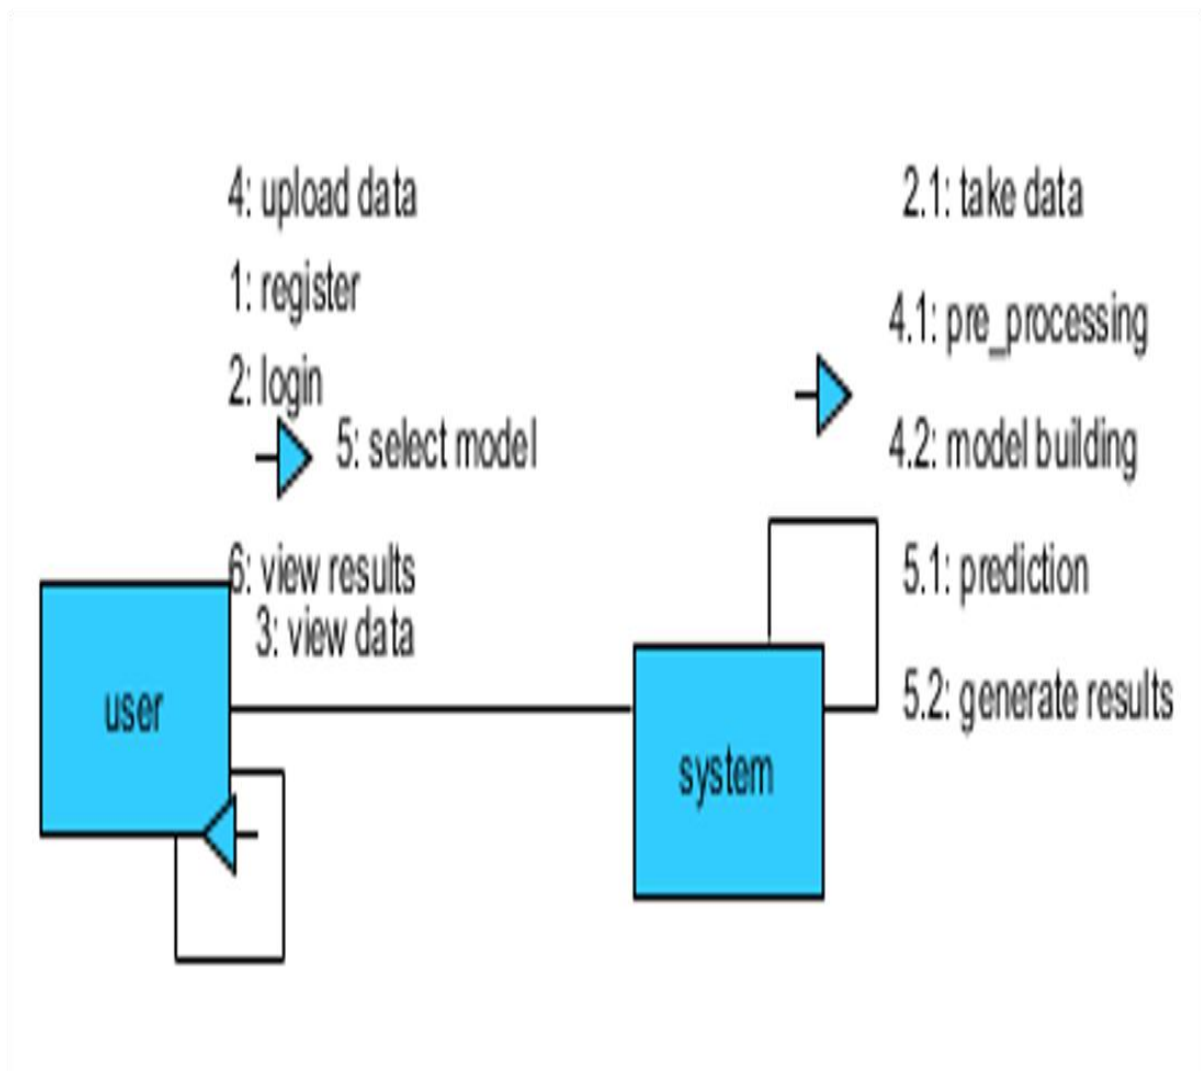 4: upload data
1: register
2: login
5: select model
6: view results
3: view data
user
2.1: take data
4.1: pre_processing
4.2: model building
5.1: prediction
5.2: generate results
system